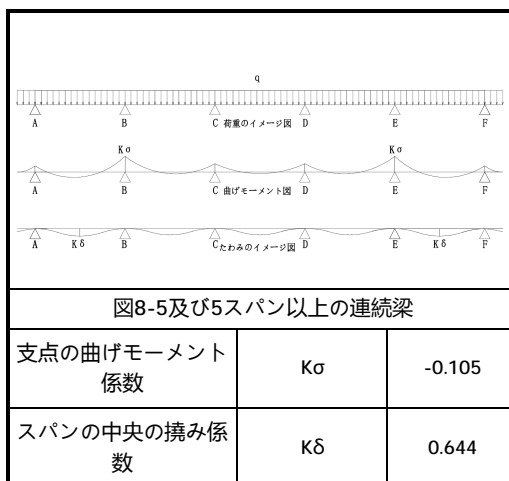 q
A B C 荷重のイメージ図 D E F
Kσ Kσ
A B C 曲げモーメント図 D E F
A Kδ B C たわみのイメージ図 D E Kδ F
図8-5及び5スパン以上の連続梁
支点の曲げモーメント
係数
Kσ
-0.105
スパンの中央の撓み係
数
Kδ
0.644